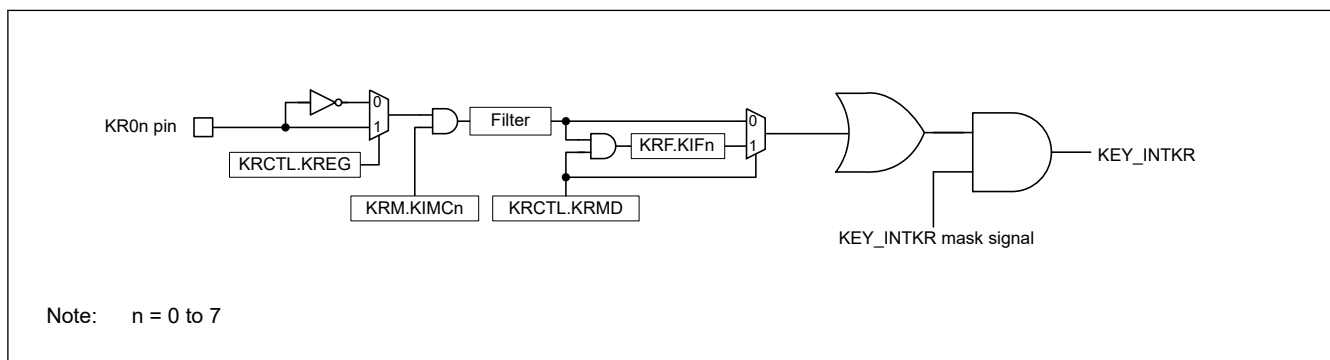 KR0n pin
0
1
KRCTL.KREG
KRM.KIMCn
Filter
KRF.KIFn
KRCTL.KRMD
0
1
KEY_INTKR
KEY_INTKR mask signal
Note: n = 0 to 7